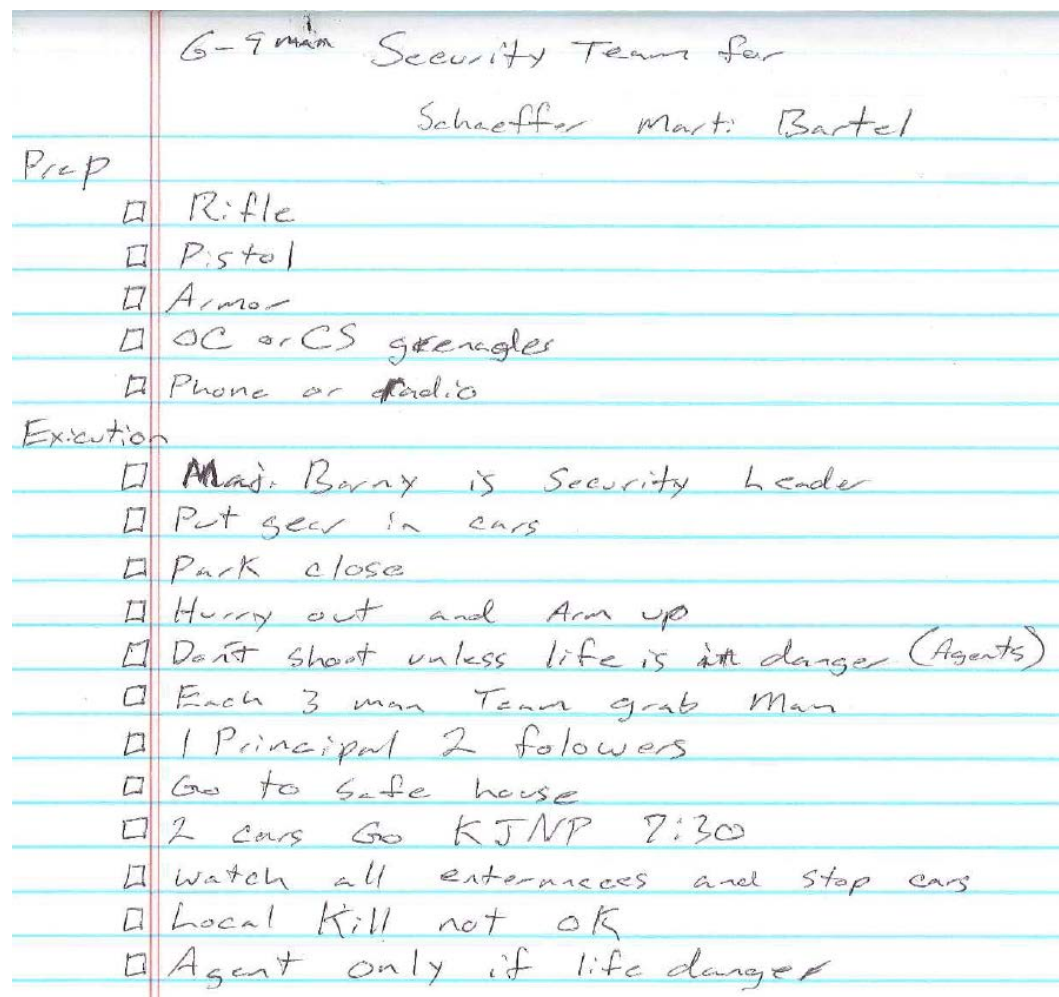 6-9 man Security Team for
Schaeffer Marti Bartel
Prep
Rifle
Pistol
Armor
OC or CS grenagles
Phone or radio
Exicution
Maj. Barny is Security Leader
Put gear in cars
Park close
Hurry out and Arm up
Don't shoot unless life is in danger (Agents)
Each 3 man Team grab Man
1 Principal 2 folowers
Go to Safe house
2 cars Go KJNP 7:30
watch all enterances and stop cars
Local Kill not ok
Agent only if life danger